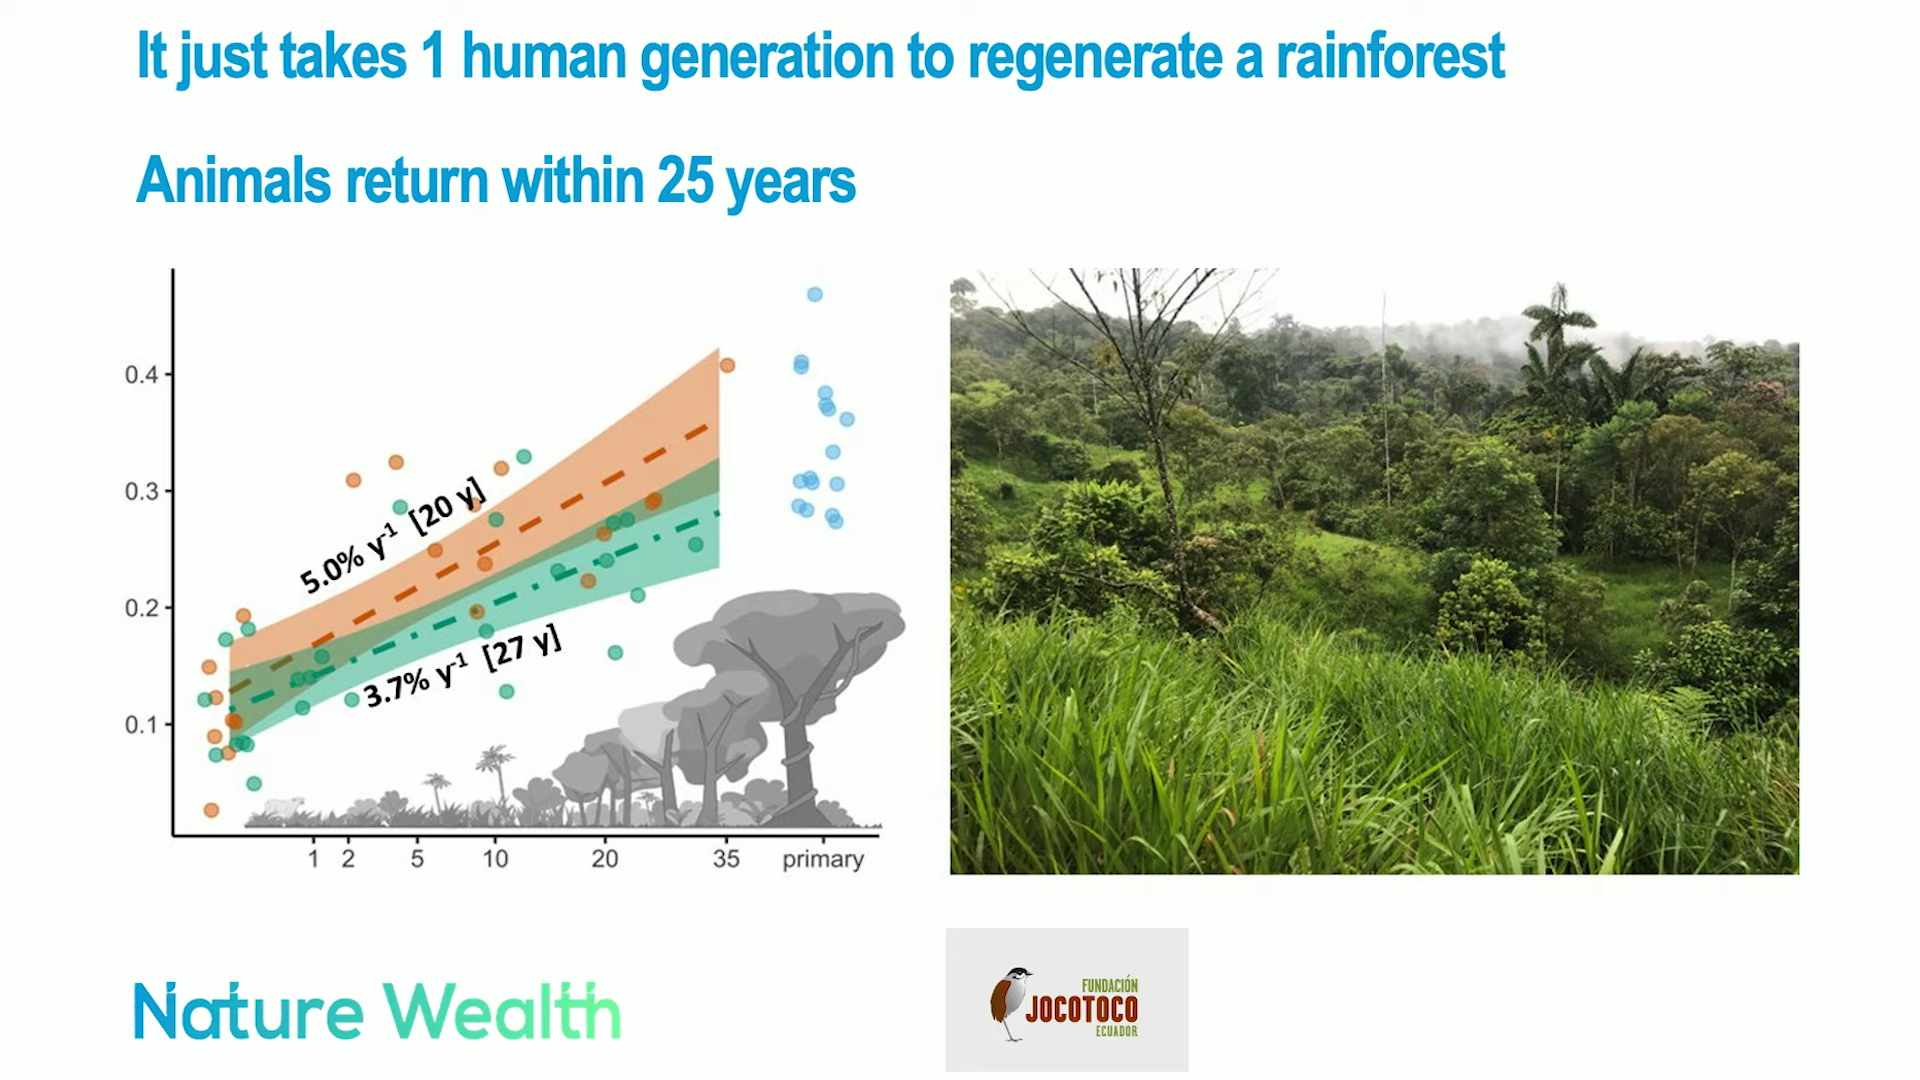 It just takes 1 human generation to regenerate a rainforest
Animals return within 25 years
0.4
0.3
0.2
0.1
5.0% y⁻¹ [20 y]
3.7% y⁻¹ [27 y]
1 2 5 10 20 35 primary
Nature Wealth
FUNDACIÓN
JOCOTOCO
ECUADOR